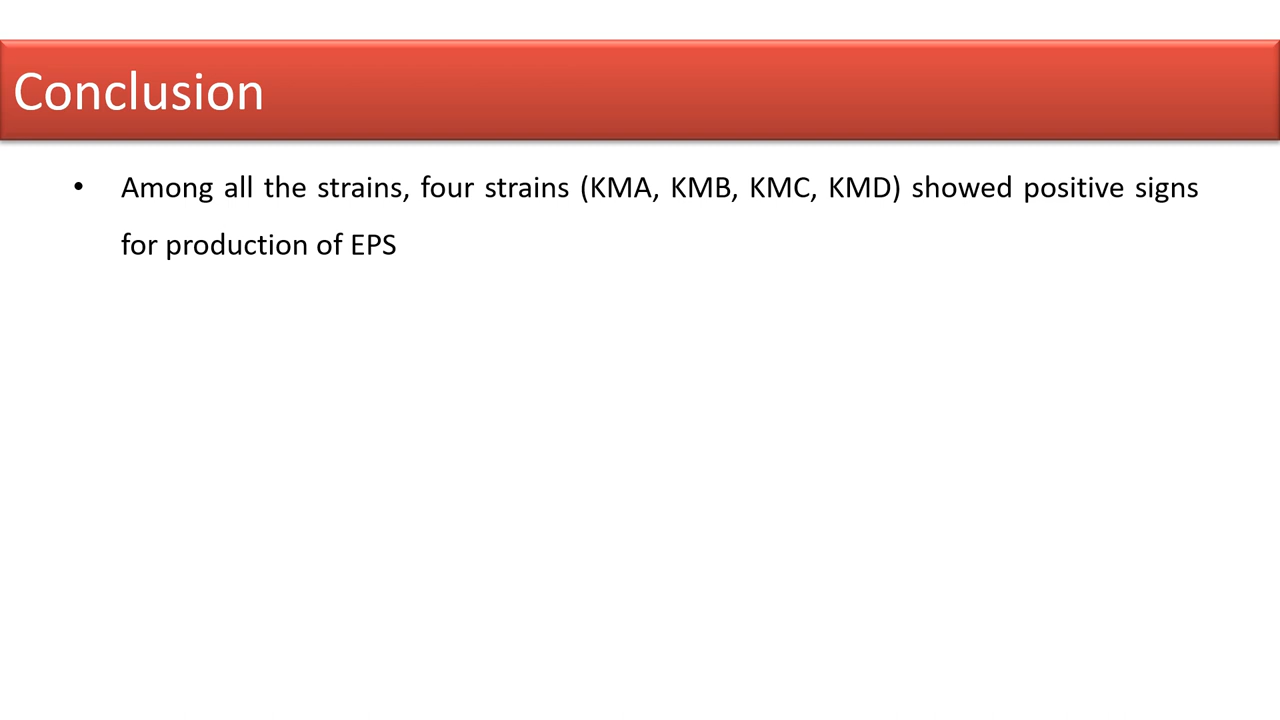 Conclusion
• Among all the strains, four strains (KMA, KMB, KMC, KMD) showed positive signs
for production of EPS